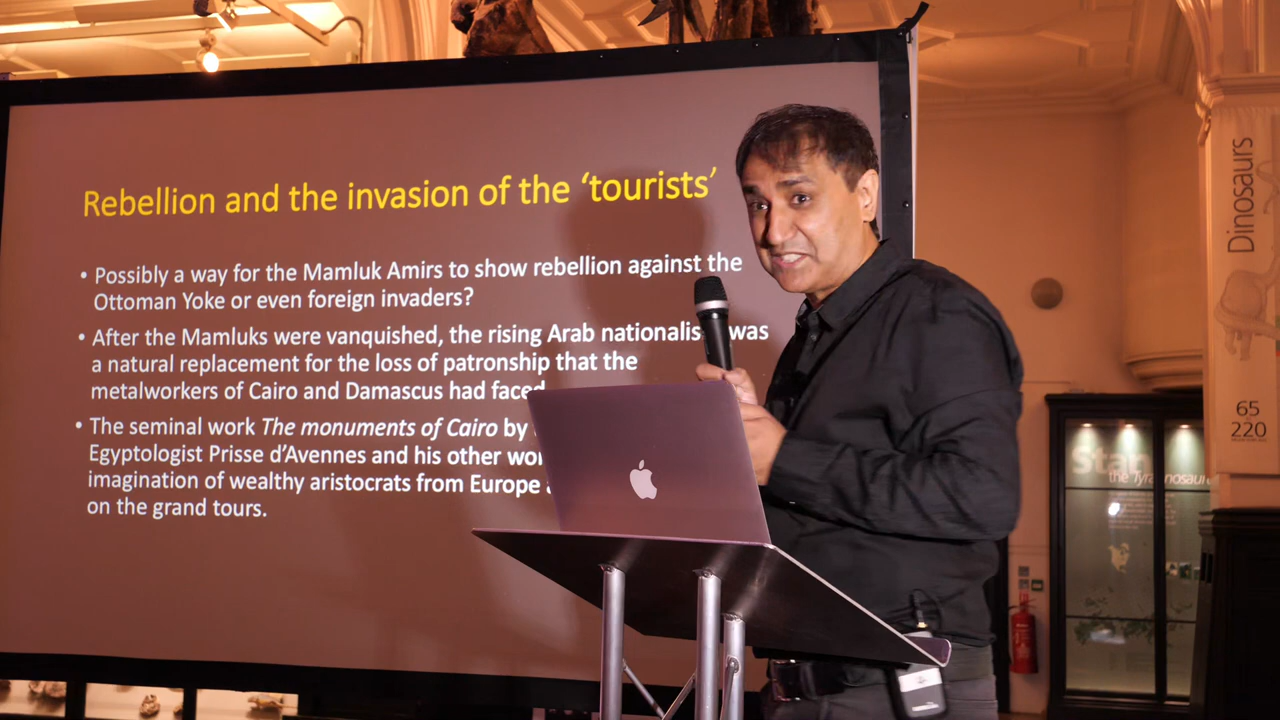 Rebellion and the invasion of the ‘tourists’
• Possibly a way for the Mamluk Amirs to show rebellion against the
Ottoman Yoke or even foreign invaders?
• After the Mamluks were vanquished, the rising Arab nationalis was
a natural replacement for the loss of patronship that the
metalworkers of Cairo and Damascus had faced
• The seminal work The monuments of Cairo by
Egyptologist Prisse d’Avennes and his other
imagination of wealthy aristocrats from Europe
on the grand tours.
Dinosaurs
65
220
stan
the Tyrannosaurus